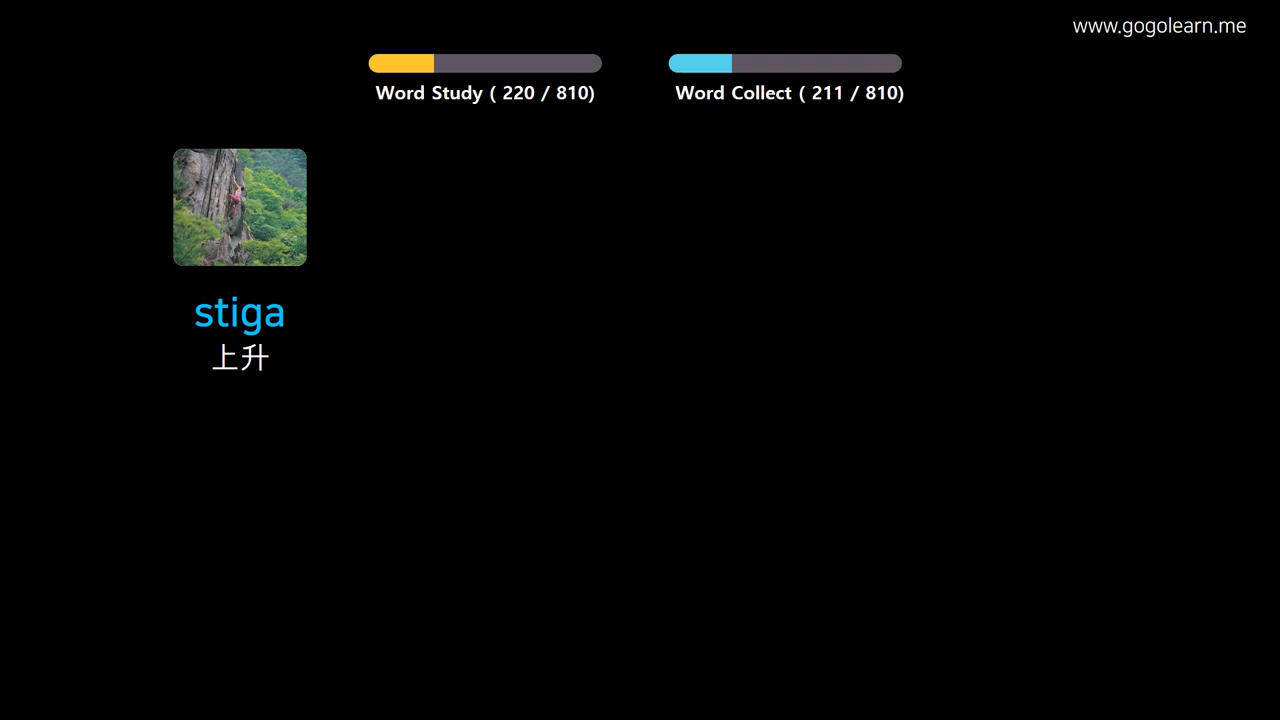 www.gogolearn.me
Word Study ( 220 / 810)
Word Collect ( 211 / 810)
stiga
上升